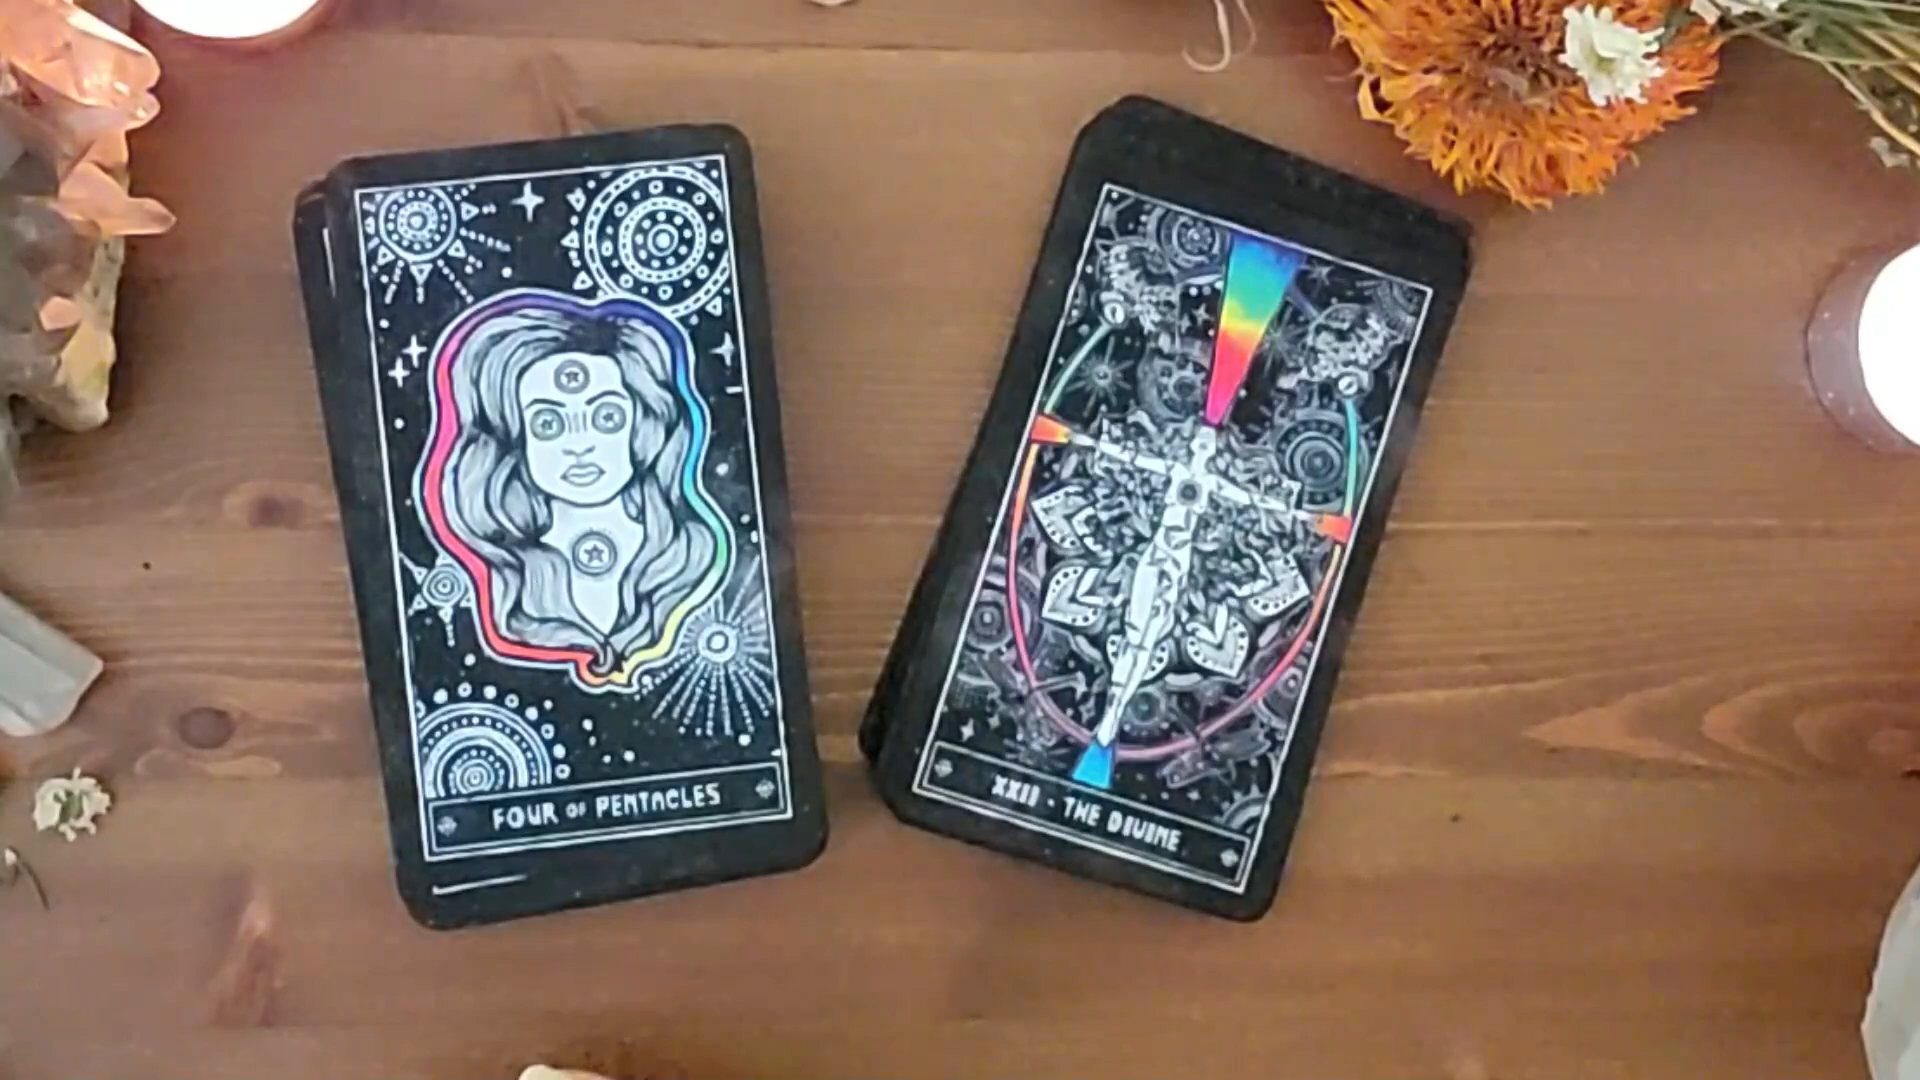 FOUR OF PENTACLES
XXII · THE DIVINE